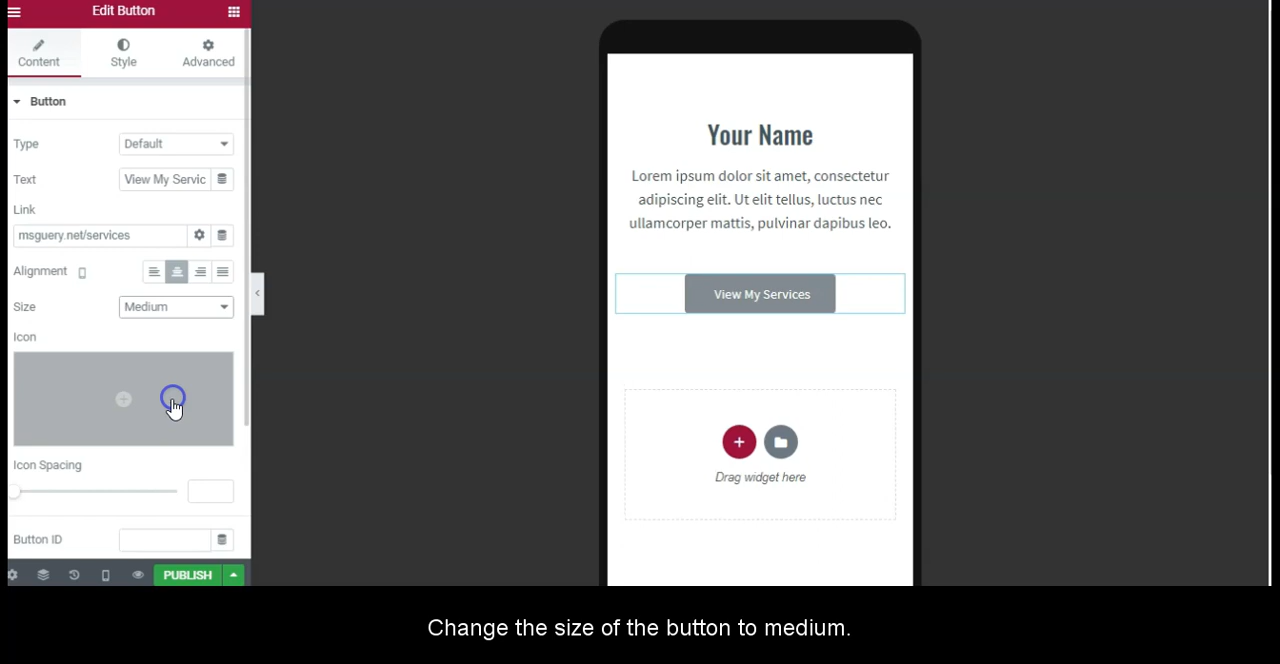 Edit Button
Content
Style
Advanced
Button
Type
Default
Text
View My Servic
Link
msguery.net/services
Alignment
Size
Medium
Icon
Icon Spacing
Button ID
PUBLISH
Your Name
Lorem ipsum dolor sit amet, consectetur
adipiscing elit. Ut elit tellus, luctus nec
ullamcorper mattis, pulvinar dapibus leo.
View My Services
Drag widget here
Change the size of the button to medium.